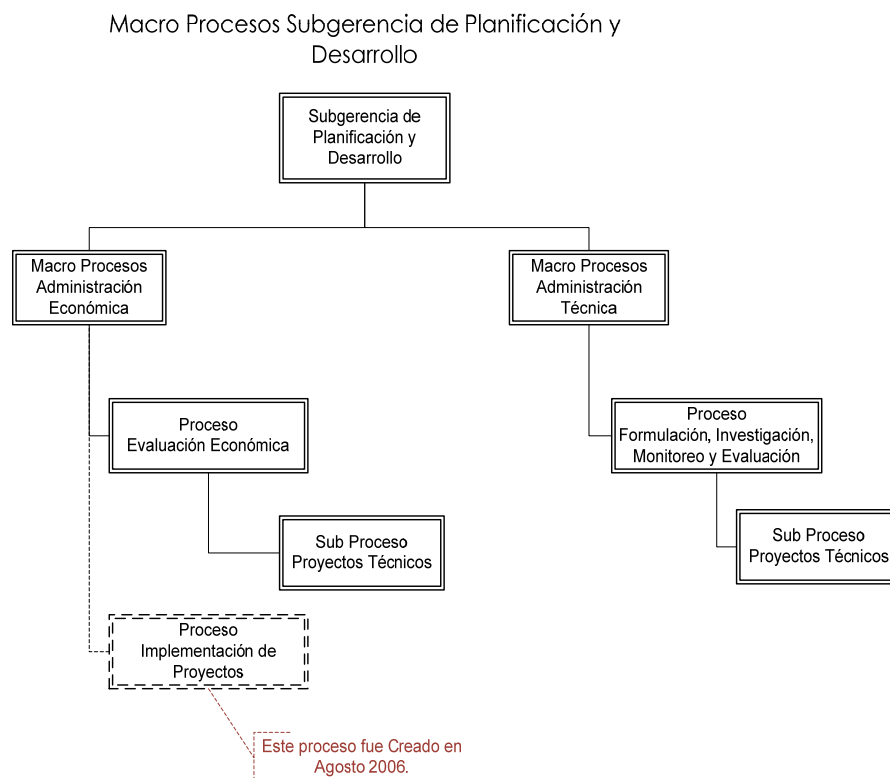 Macro Procesos Subgerencia de Planificación y
Desarrollo
Subgerencia de
Planificación y
Desarrollo
Macro Procesos
Administración
Económica
Macro Procesos
Administración
Técnica
Proceso
Evaluación Económica
Proceso
Formulación, Investigación,
Monitoreo y Evaluación
Sub Proceso
Proyectos Técnicos
Sub Proceso
Proyectos Técnicos
Proceso
Implementación de
Proyectos
Este proceso fue Creado en
Agosto 2006.